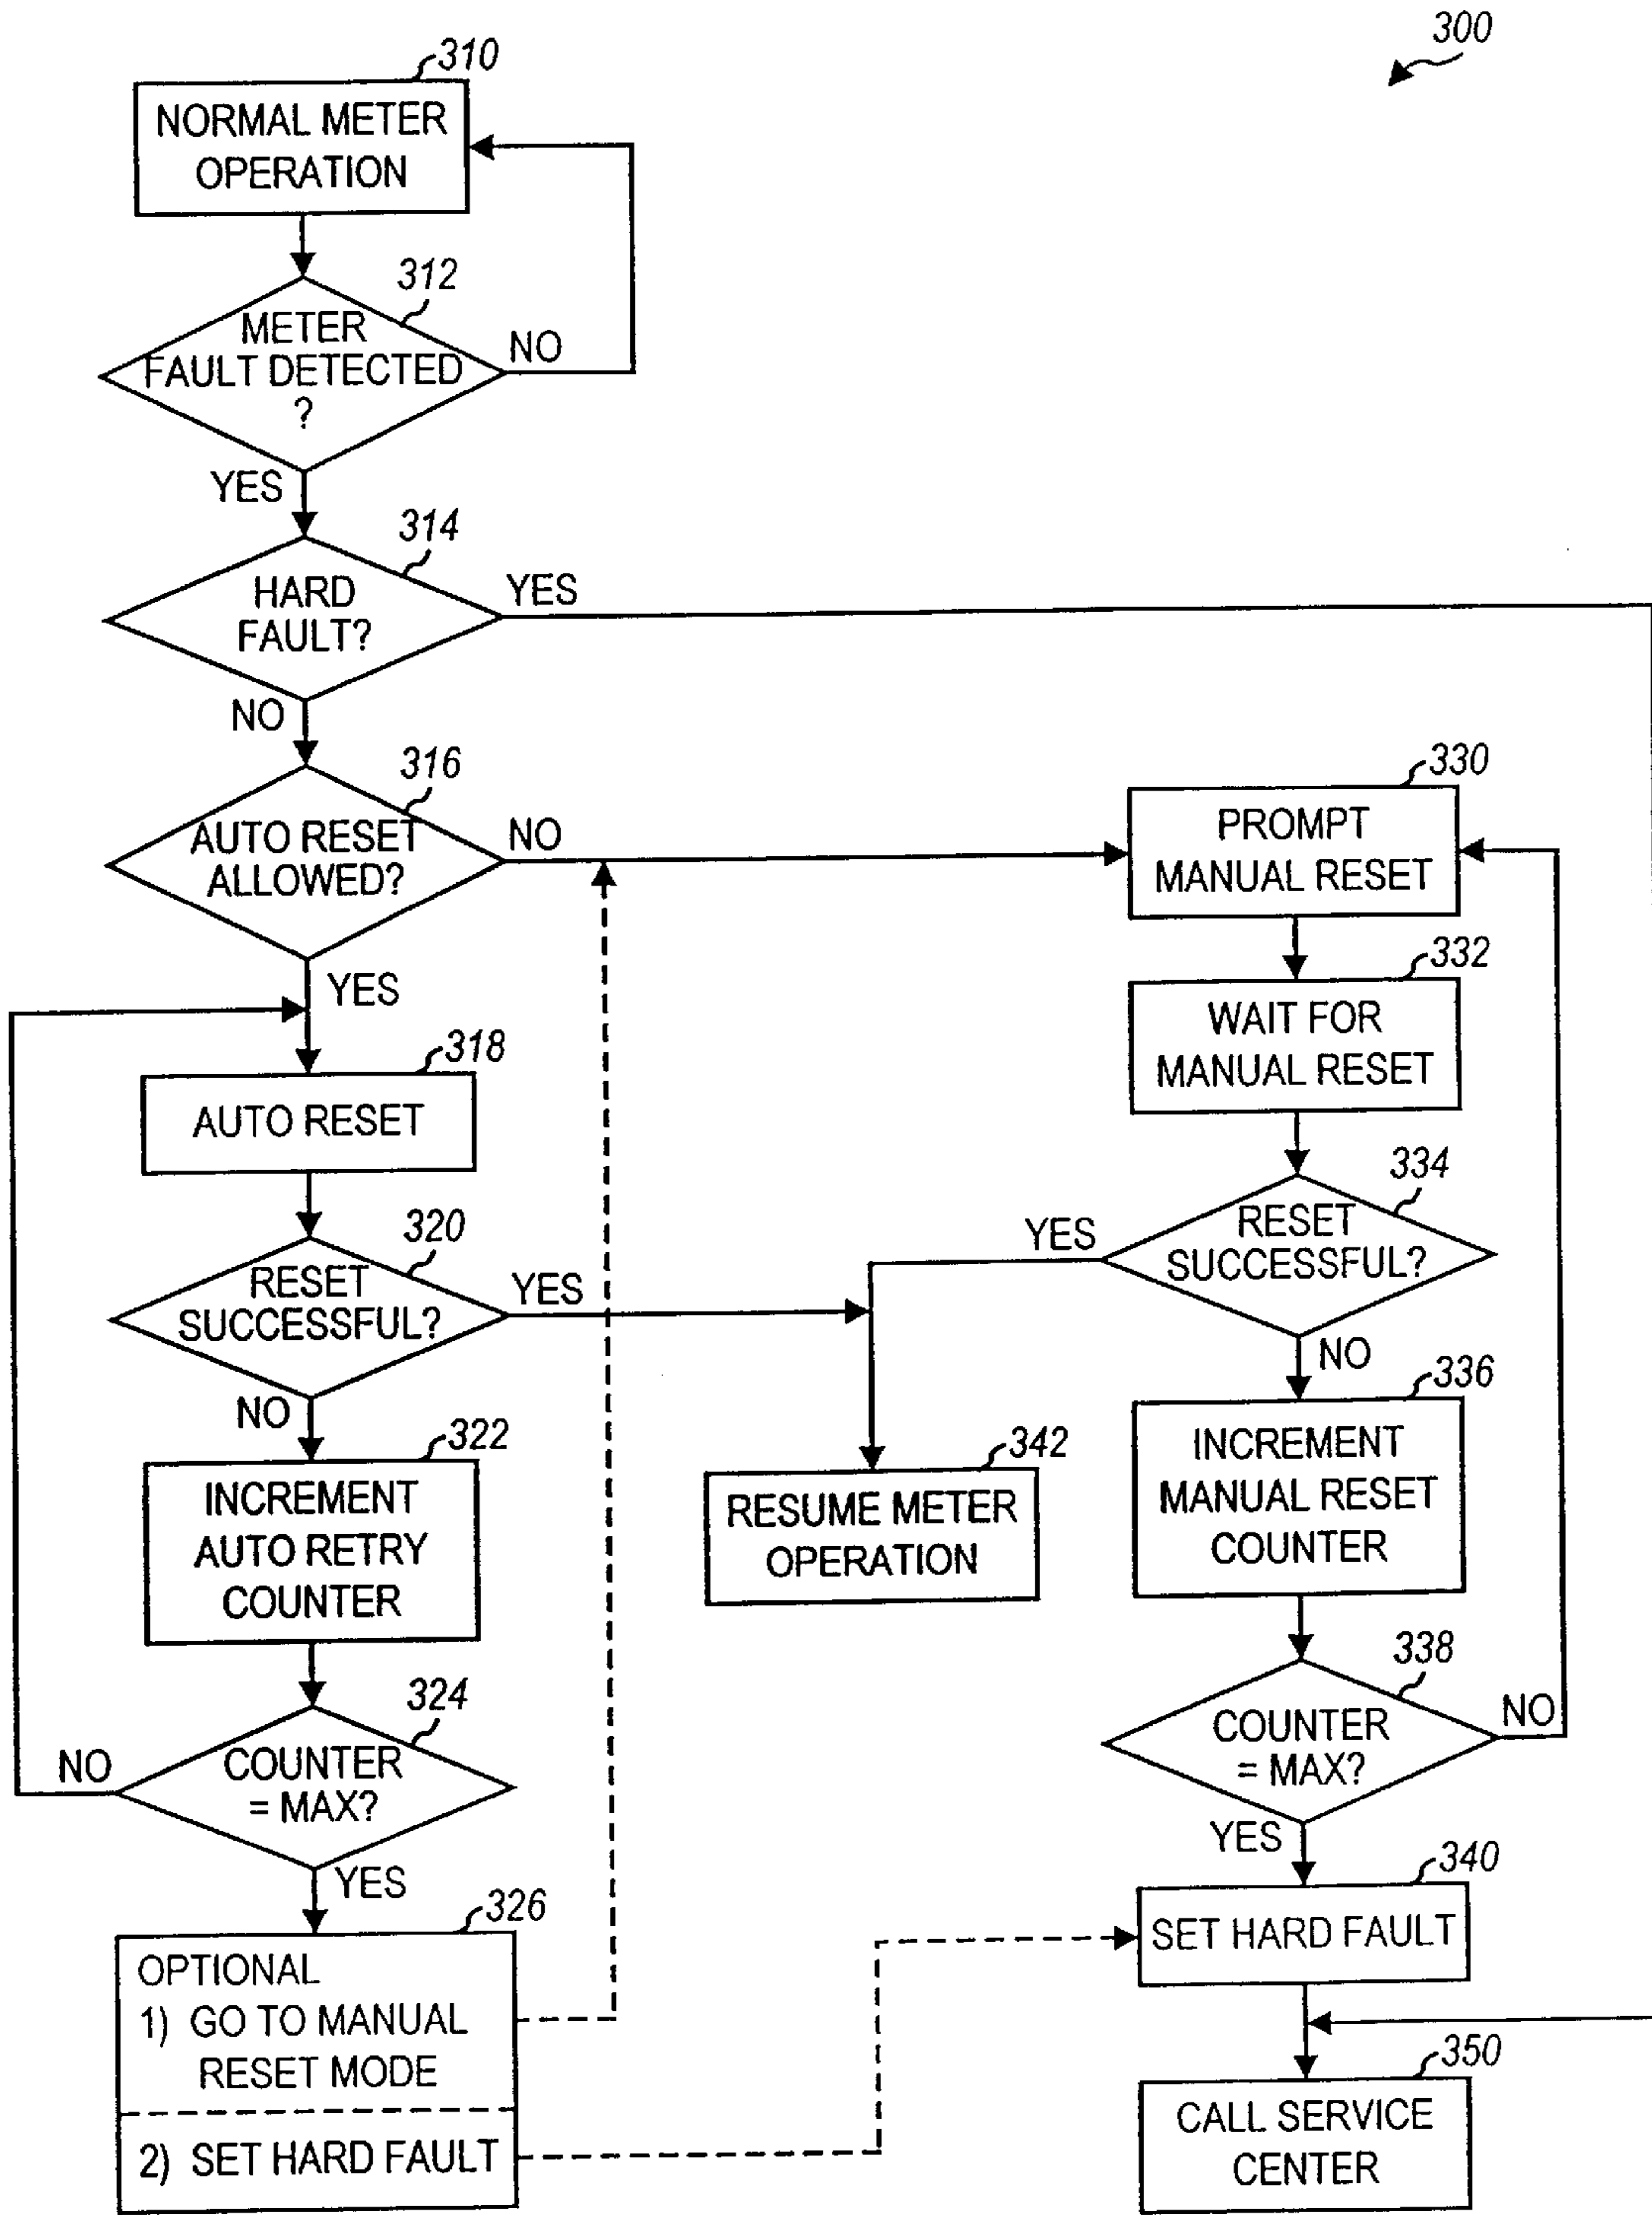 300
310
NORMAL METER
OPERATION
312
METER
FAULT DETECTED
?
NO
YES
314
HARD
FAULT?
YES
NO
316
AUTO RESET
ALLOWED?
NO
YES
318
AUTO RESET
320
RESET
SUCCESSFUL?
YES
NO
322
INCREMENT
AUTO RETRY
COUNTER
324
COUNTER
= MAX?
NO
YES
326
OPTIONAL
1) GO TO MANUAL
RESET MODE
2) SET HARD FAULT
330
PROMPT
MANUAL RESET
332
WAIT FOR
MANUAL RESET
334
RESET
SUCCESSFUL?
YES
NO
342
RESUME METER
OPERATION
336
INCREMENT
MANUAL RESET
COUNTER
338
COUNTER
= MAX?
NO
YES
340
SET HARD FAULT
350
CALL SERVICE
CENTER